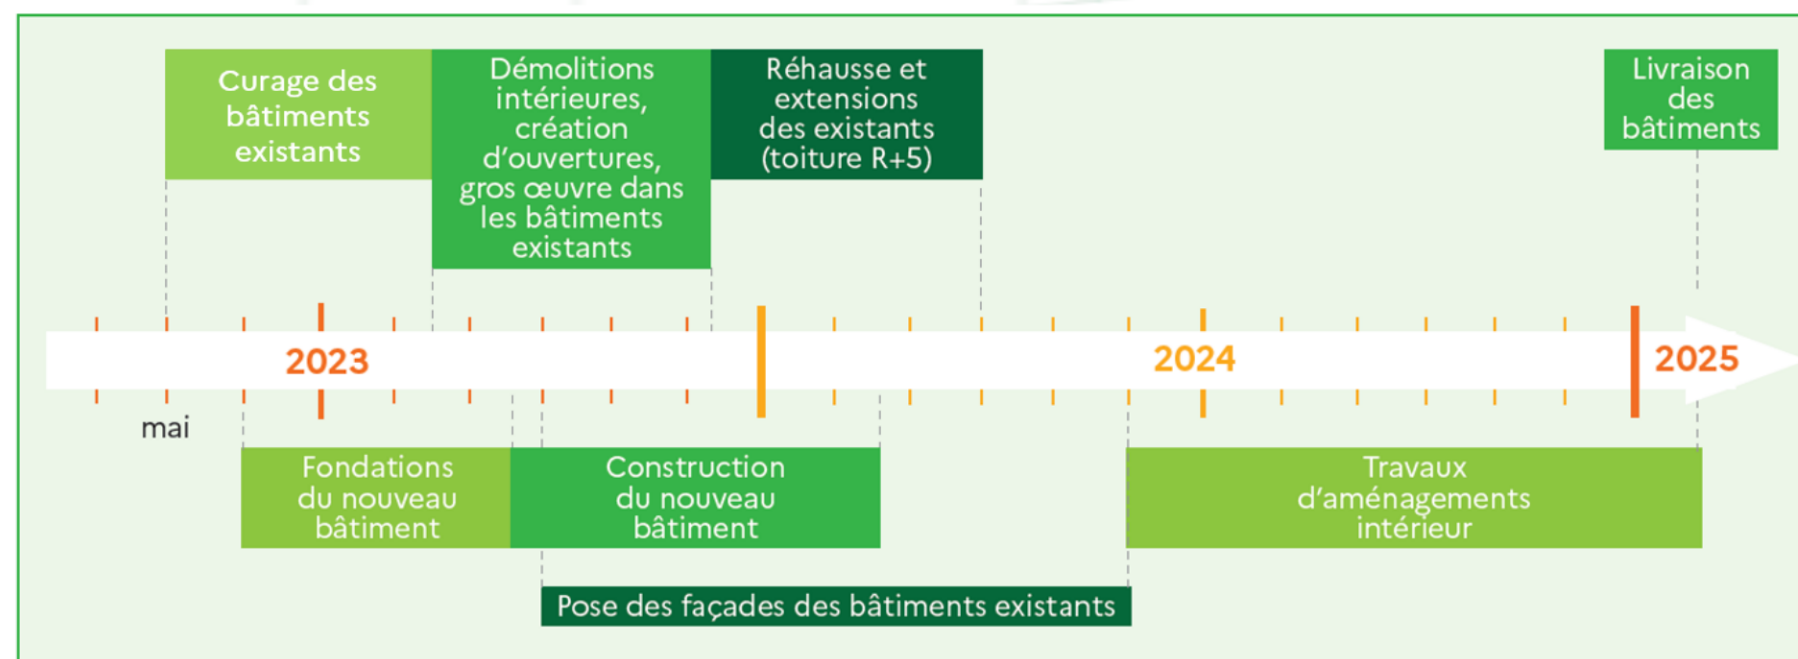 Curage des
bâtiments
existants
Démolitions
intérieures,
création
d'ouvertures,
gros œuvre dans
les bâtiments
existants
Réhausse et
extensions
des existants
(toiture R+5)
Livraison
des
bâtiments
2023
2024
2025
mai
Fondations
du nouveau
bâtiment
Construction
du nouveau
bâtiment
Travaux
d'aménagements
intérieur
Pose des façades des bâtiments existants